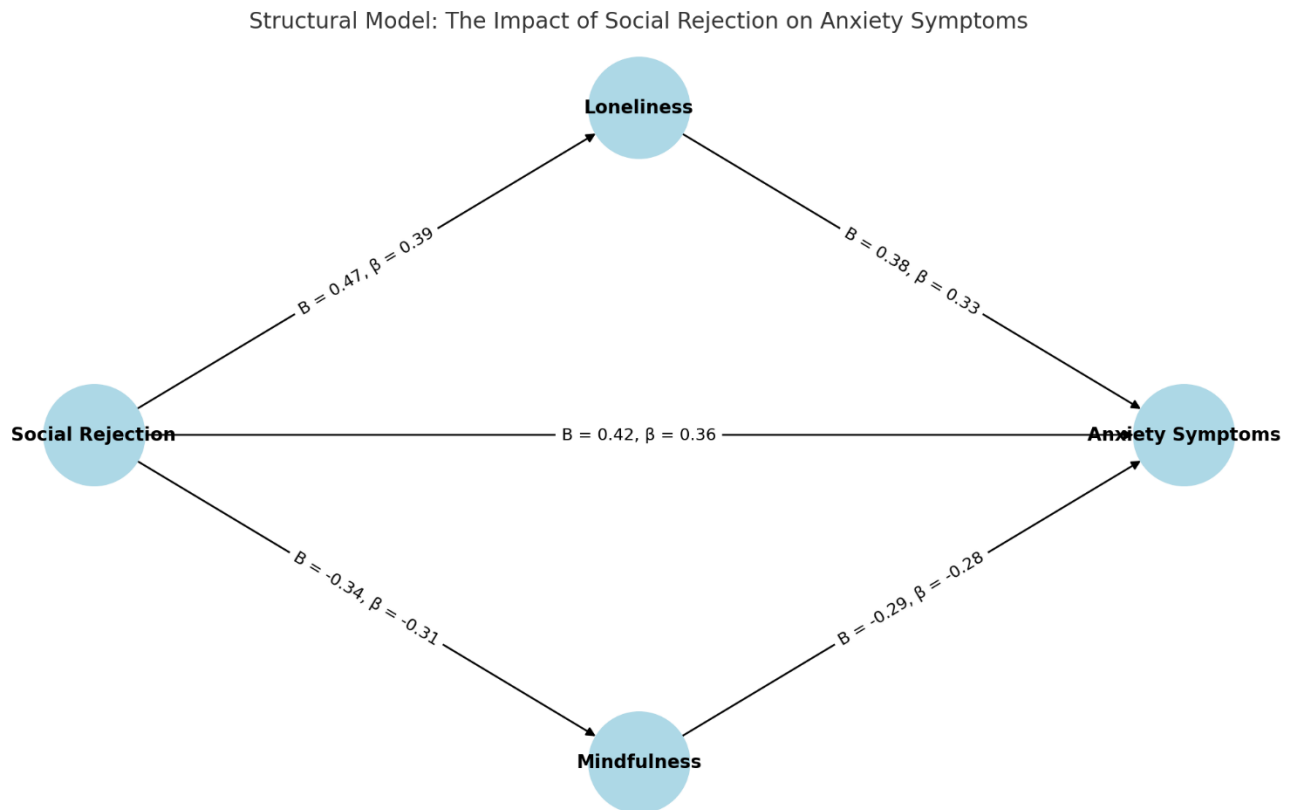 Structural Model: The Impact of Social Rejection on Anxiety Symptoms
Loneliness
B = 0.47, β = 0.39
B = 0.38, β = 0.33
Social Rejection
B = 0.42, β = 0.36
Anxiety Symptoms
B = -0.34, β = -0.31
B = -0.29, β = -0.28
Mindfulness